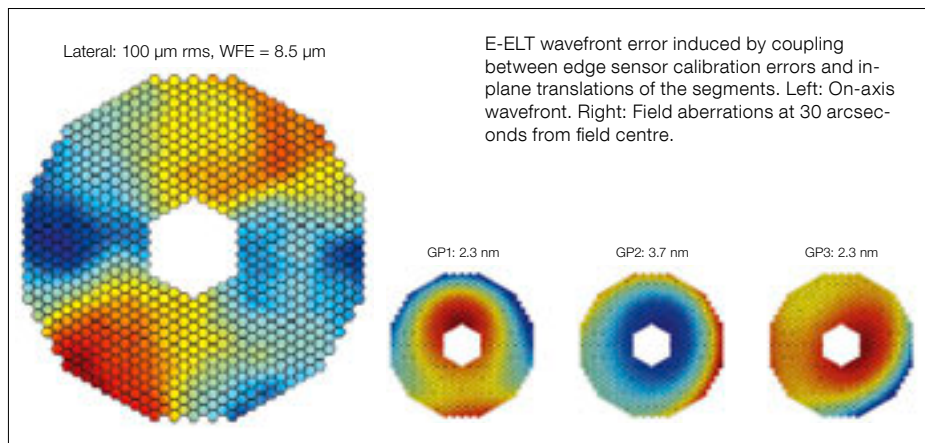 Lateral: 100 µm rms, WFE = 8.5 µm
E-ELT wavefront error induced by coupling
between edge sensor calibration errors and in-
plane translations of the segments. Left: On-axis
wavefront. Right: Field aberrations at 30 arcsec-
onds from field centre.
GP1: 2.3 nm
GP2: 3.7 nm
GP3: 2.3 nm